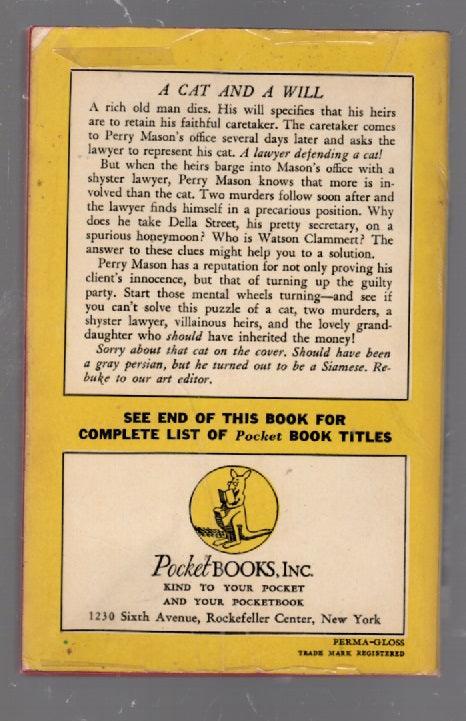 A CAT AND A WILL
A rich old man dies. His will specifies that his heirs
are to retain his faithful caretaker. The caretaker comes
to Perry Mason's office several days later and asks the
lawyer to represent his cat. A lawyer defending a cat!
But when the heirs barge into Mason's office with a
shyster lawyer, Perry Mason knows that more is in-
volved than the cat. Two murders follow soon after and
the lawyer finds himself in a precarious position. Why
does he take Della Street, his pretty secretary, on a
spurious honeymoon? Who is Watson Clammert? The
answer to these clues might help you to a solution.
Perry Mason has a reputation for not only proving his
client's innocence, but that of turning up the guilty
party. Start those mental wheels turning—and see if
you can't solve this puzzle of a cat, two murders, a
shyster lawyer, villainous heirs, and the lovely grand-
daughter who should have inherited the money!
Sorry about that cat on the cover. Should have been
a gray persian, but he turned out to be a Siamese. Re-
buke to our art editor.
SEE END OF THIS BOOK FOR
COMPLETE LIST OF Pocket BOOK TITLES
Pocket BOOKS, INC.
KIND TO YOUR POCKET
AND YOUR POCKETBOOK
1230 Sixth Avenue, Rockefeller Center, New York
PERMA-GLOSS
TRADE MARK REGISTERED